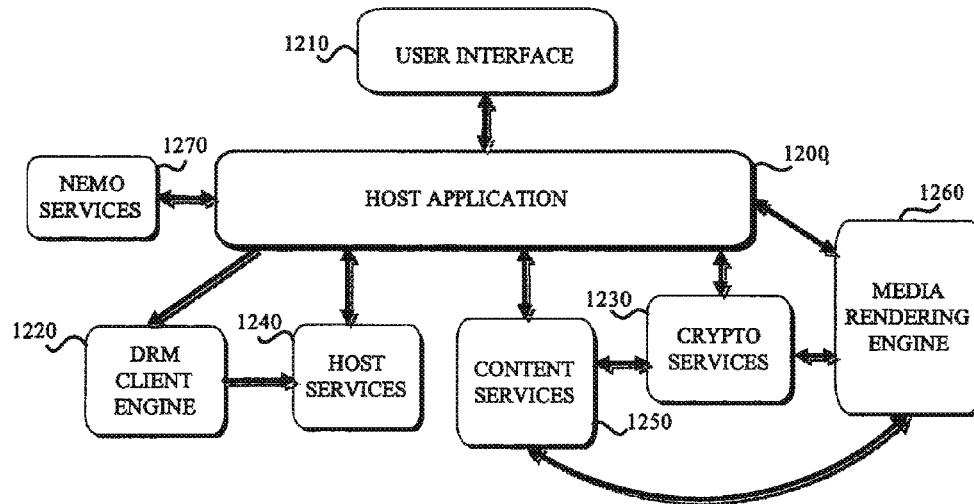 1210
USER INTERFACE
1270
NEMO
SERVICES
1200
HOST APPLICATION
1260
MEDIA
RENDERING
ENGINE
1220
DRM
CLIENT
ENGINE
1240
HOST
SERVICES
CONTENT
SERVICES
1250
1230
CRYPTO
SERVICES